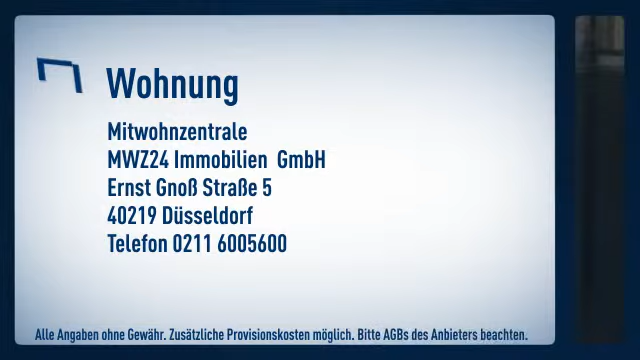 Wohnung
Mitwohnzentrale
MWZ24 Immobilien GmbH
Ernst Gnoß Straße 5
40219 Düsseldorf
Telefon 0211 6005600
Alle Angaben ohne Gewähr. Zusätzliche Provisionskosten möglich. Bitte AGBs des Anbieters beachten.